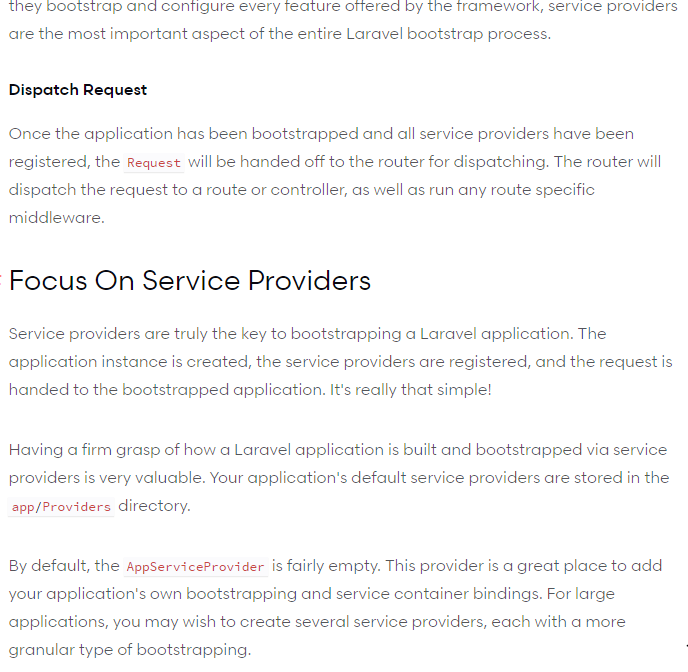 they bootstrap and configure every feature offered by the framework, service providers
are the most important aspect of the entire Laravel bootstrap process.
Dispatch Request
Once the application has been bootstrapped and all service providers have been
registered, the Request will be handed off to the router for dispatching. The router will
dispatch the request to a route or controller, as well as run any route specific
middleware.
Focus On Service Providers
Service providers are truly the key to bootstrapping a Laravel application. The
application instance is created, the service providers are registered, and the request is
handed to the bootstrapped application. It's really that simple!
Having a firm grasp of how a Laravel application is built and bootstrapped via service
providers is very valuable. Your application's default service providers are stored in the
app/Providers directory.
By default, the AppServiceProvider is fairly empty. This provider is a great place to add
your application's own bootstrapping and service container bindings. For large
applications, you may wish to create several service providers, each with a more
granular type of bootstrapping.